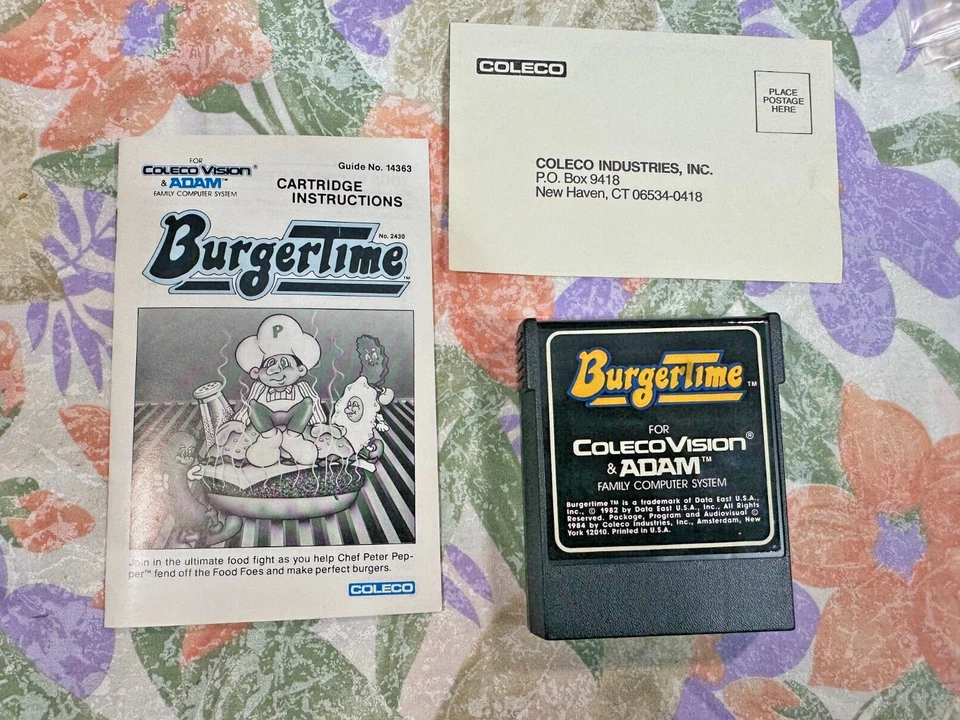 FOR
COLECOVISION®
& ADAM™
FAMILY COMPUTER SYSTEM
Guide No. 14363
CARTRIDGE
INSTRUCTIONS
No. 2430
BurgerTime™
P
Join in the ultimate food fight as you help Chef Peter Pep-
per™ fend off the Food Foes and make perfect burgers.
COLECO
COLECO
PLACE
POSTAGE
HERE
COLECO INDUSTRIES, INC.
P.O. Box 9418
New Haven, CT 06534-0418
BurgerTime™
FOR
COLECOVISION®
& ADAM™
FAMILY COMPUTER SYSTEM
Burgertime™ is a trademark of Data East U.S.A.,
Inc., © 1982 by Data East U.S.A., Inc., All Rights
Reserved. Package, Program and Audiovisual ©
1984 by Coleco Industries, Inc., Amsterdam, New
York 12010. Printed in U.S.A.